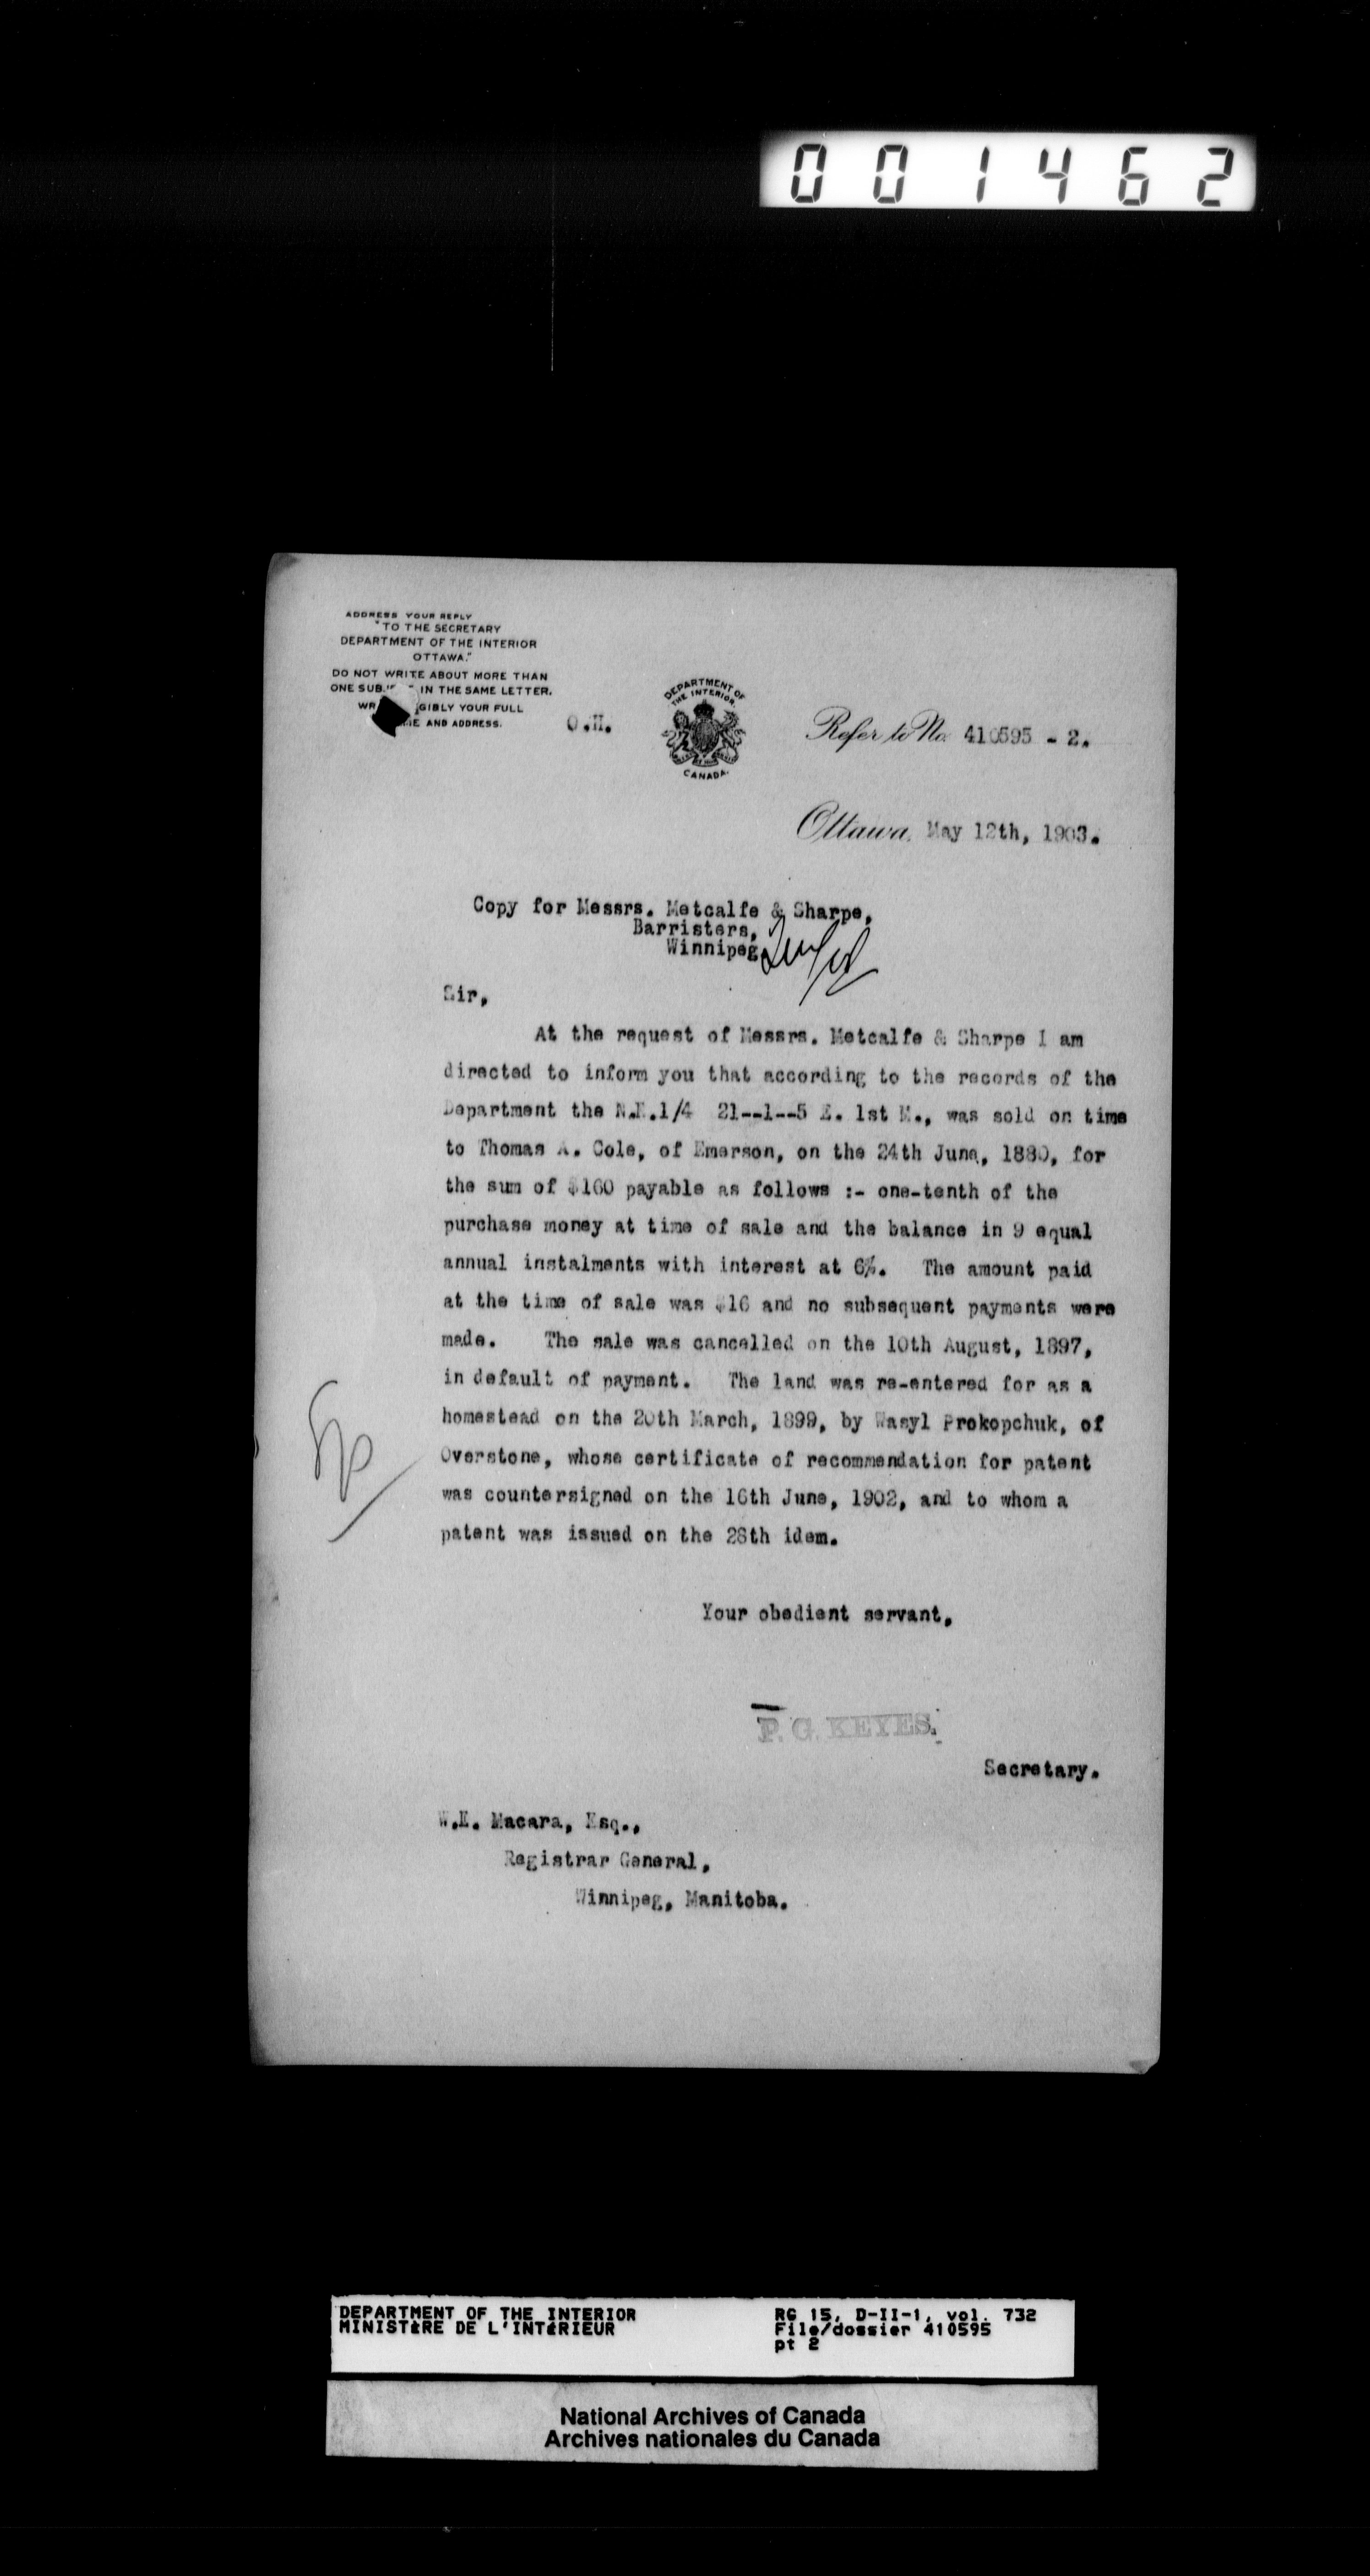 001462
ADDRESS YOUR REPLY
"TO THE SECRETARY
DEPARTMENT OF THE INTERIOR
OTTAWA."
DO NOT WRITE ABOUT MORE THAN
ONE SUBJECT IN THE SAME LETTER.
WR GIBLY YOUR FULL
ME AND ADDRESS.
O.H.
DEPARTMENT OF
THE INTERIOR.
CANADA.
Refer to No. 410595 - 2.
Ottawa, May 12th, 1903.
Copy for Messrs. Metcalfe & Sharpe,
Barristers,
Winnipeg
Sir,
At the request of Messrs. Metcalfe & Sharpe I am
directed to inform you that according to the records of the
Department the N.E.1/4 21--1--5 E. 1st M., was sold on time
to Thomas A. Cole, of Emerson, on the 24th June, 1880, for
the sum of $160 payable as follows :- one-tenth of the
purchase money at time of sale and the balance in 9 equal
annual instalments with interest at 6%. The amount paid
at the time of sale was $16 and no subsequent payments were
made. The sale was cancelled on the 10th August, 1897,
in default of payment. The land was re-entered for as a
homestead on the 20th March, 1899, by Wasyl Prokopchuk, of
Overstone, whose certificate of recommendation for patent
was countersigned on the 16th June, 1902, and to whom a
patent was issued on the 28th idem.
Your obedient servant,
P. G. KEYES.
Secretary.
W.E. Macara, Esq.,
Registrar General,
Winnipeg, Manitoba.
DEPARTMENT OF THE INTERIOR RG 15, D-II-1, vol. 732
MINISTÈRE DE L'INTÉRIEUR File/dossier 410595
pt 2
National Archives of Canada
Archives nationales du Canada